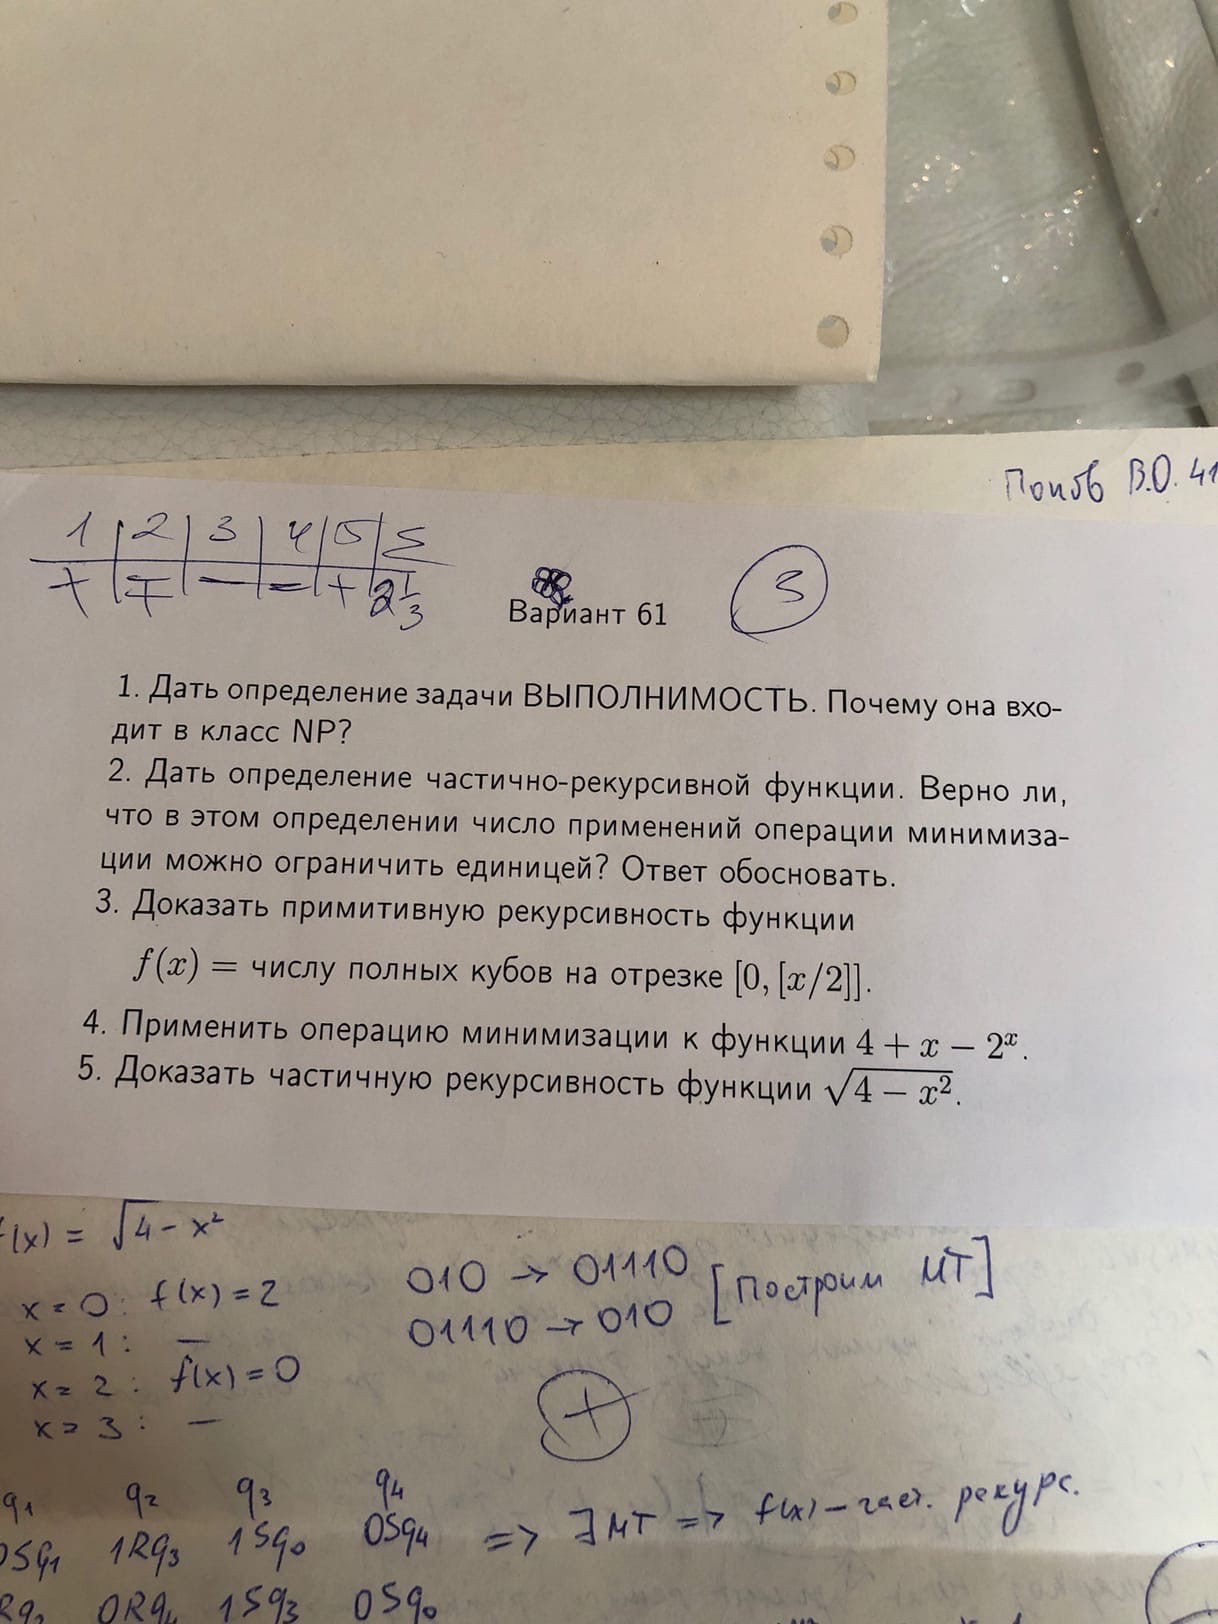 Попов В.О. 41
1 2 3 4 5 Σ
+ ∓ − = + 2 1/3
3
Вариант 61
1. Дать определение задачи ВЫПОЛНИМОСТЬ. Почему она вхо-
дит в класс NP?
2. Дать определение частично-рекурсивной функции. Верно ли,
что в этом определении число применений операции минимиза-
ции можно ограничить единицей? Ответ обосновать.
3. Доказать примитивную рекурсивность функции
f(x) = числу полных кубов на отрезке [0, [x/2]].
4. Применить операцию минимизации к функции 4 + x − 2ˣ.
5. Доказать частичную рекурсивность функции √(4 − x²).
f(x) = √(4 − x²)
x = 0 : f(x) = 2
x = 1 : —
x = 2 : f(x) = 0
x = 3 : —
010 → 01110
01110 → 010
[Построим МТ]
+
q₁ q₂ q₃ q₄
0Sq₁ 1Rq₃ 1Sq₀ 0Sq₄ => ∃ МТ => f(x) – част. рекурс.
Rq₂ 0Rq₄ 1Sq₃ 0Sq₀